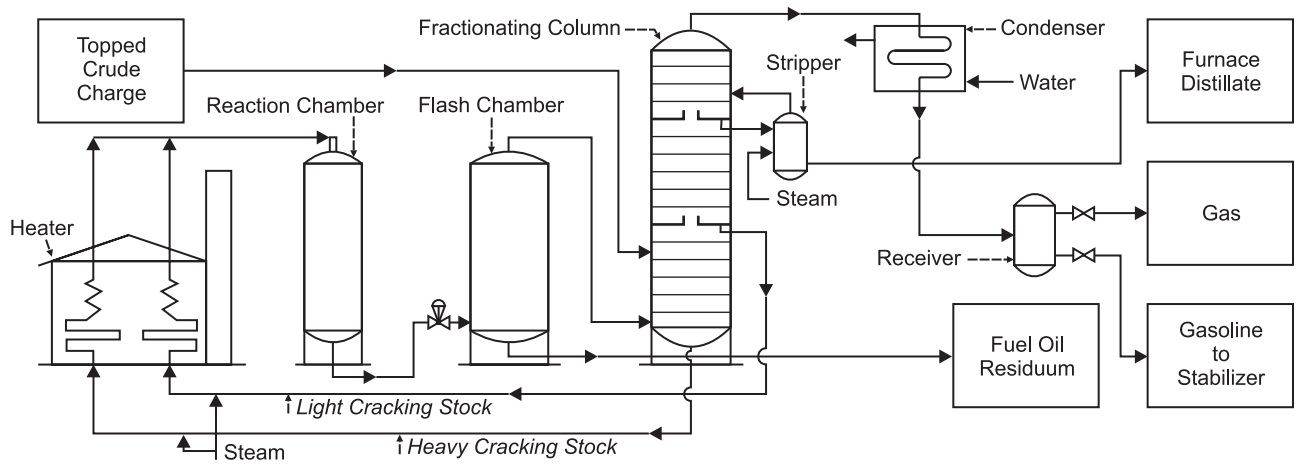 Topped
Crude
Charge
Fractionating Column
Condenser
Furnace
Distillate
Stripper
Water
Reaction Chamber
Flash Chamber
Steam
Gas
Heater
Receiver
Fuel Oil
Residuum
Gasoline
to
Stabilizer
Light Cracking Stock
Heavy Cracking Stock
Steam